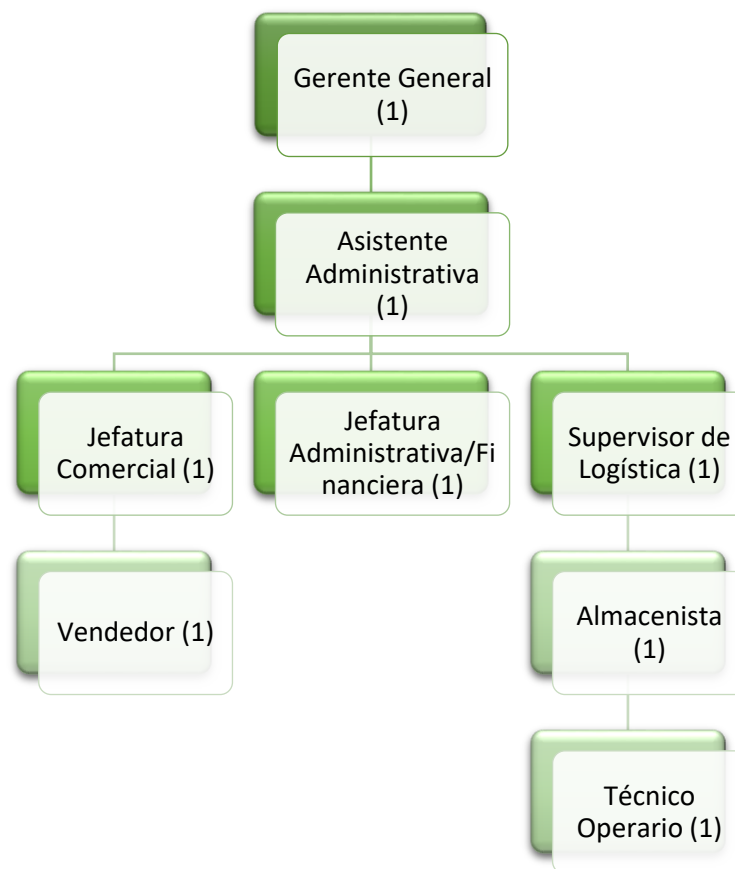 Gerente General
(1)
Asistente
Administrativa
(1)
Jefatura
Comercial (1)
Jefatura
Administrativa/Fi
nanciera (1)
Supervisor de
Logística (1)
Vendedor (1)
Almacenista
(1)
Técnico
Operario (1)